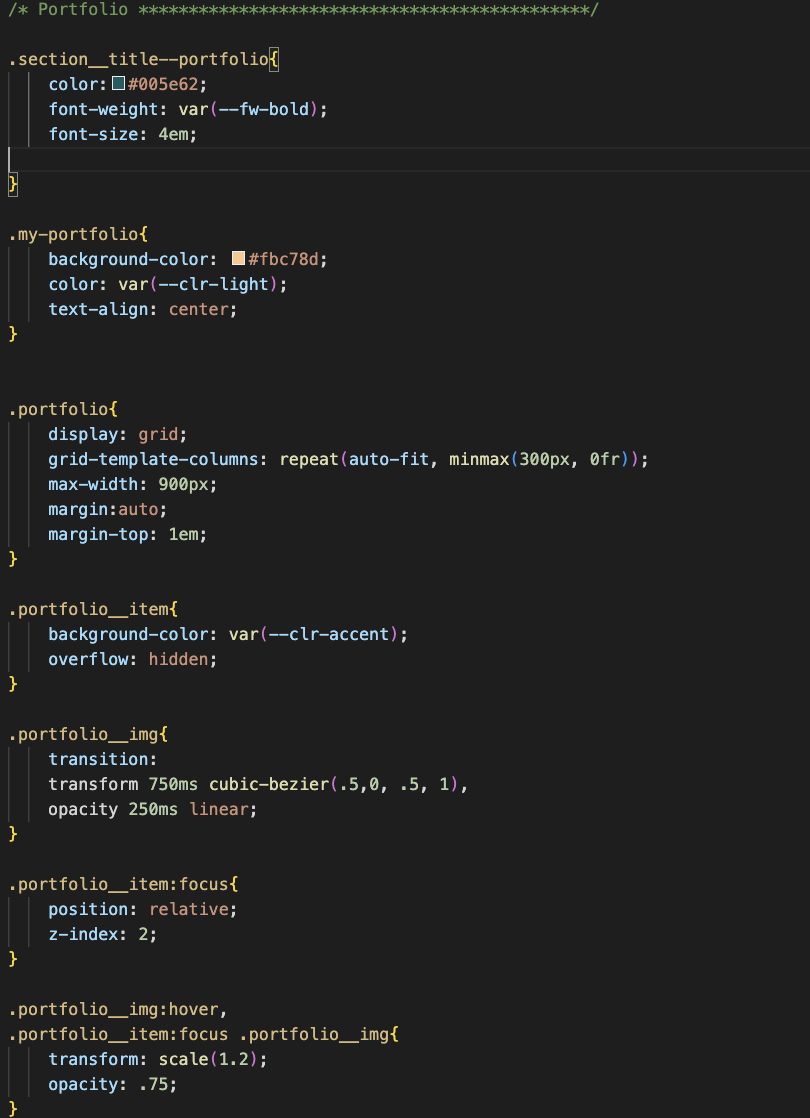 /* Portfolio *********************************************/
.section__title--portfolio{
color: #005e62;
font-weight: var(--fw-bold);
font-size: 4em;
}
.my-portfolio{
background-color: #fbc78d;
color: var(--clr-light);
text-align: center;
}
.portfolio{
display: grid;
grid-template-columns: repeat(auto-fit, minmax(300px, 0fr));
max-width: 900px;
margin:auto;
margin-top: 1em;
}
.portfolio__item{
background-color: var(--clr-accent);
overflow: hidden;
}
.portfolio__img{
transition:
transform 750ms cubic-bezier(.5,0, .5, 1),
opacity 250ms linear;
}
.portfolio__item:focus{
position: relative;
z-index: 2;
}
.portfolio__img:hover,
.portfolio__item:focus .portfolio__img{
transform: scale(1.2);
opacity: .75;
}